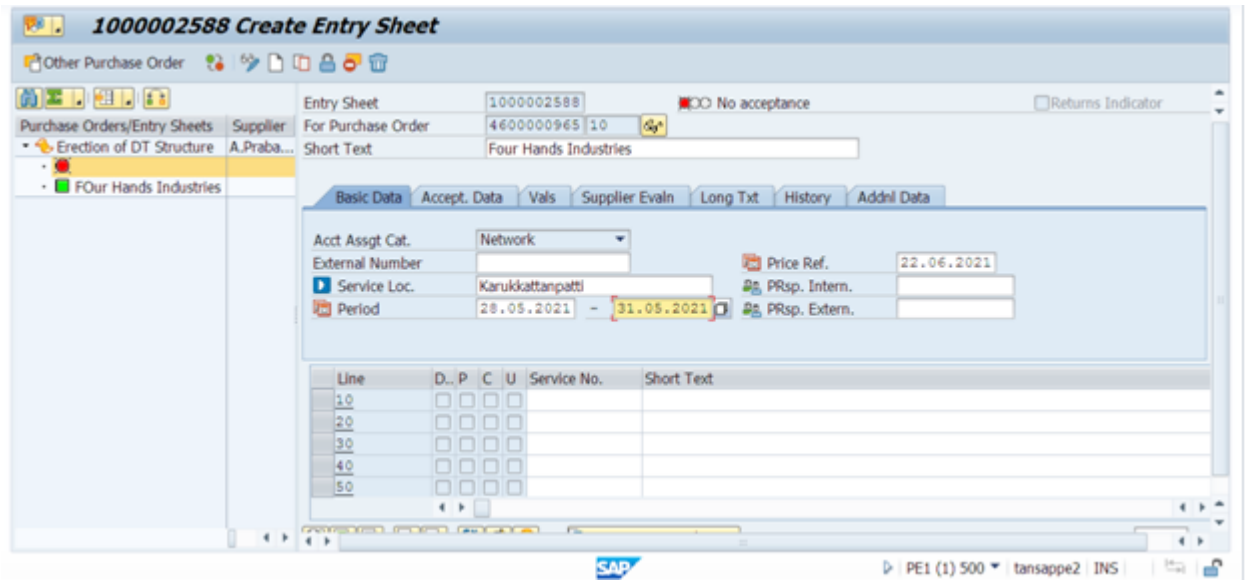 1000002588 Create Entry Sheet
Other Purchase Order
Purchase Orders/Entry Sheets Supplier
Erection of DT Structure A.Praba...
FOur Hands Industries
Entry Sheet 1000002588 No acceptance Returns Indicator
For Purchase Order 4600000965 10
Short Text Four Hands Industries
Basic Data Accept. Data Vals Supplier Evaln Long Txt History Addnl Data
Acct Assgt Cat. Network
External Number Price Ref. 22.06.2021
Service Loc. Karukkattanpatti PRsp. Intern.
Period 28.05.2021 - 31.05.2021 PRsp. Extern.
Line D.. P C U Service No. Short Text
10
20
30
40
50
SAP PE1 (1) 500 tansappe2 INS